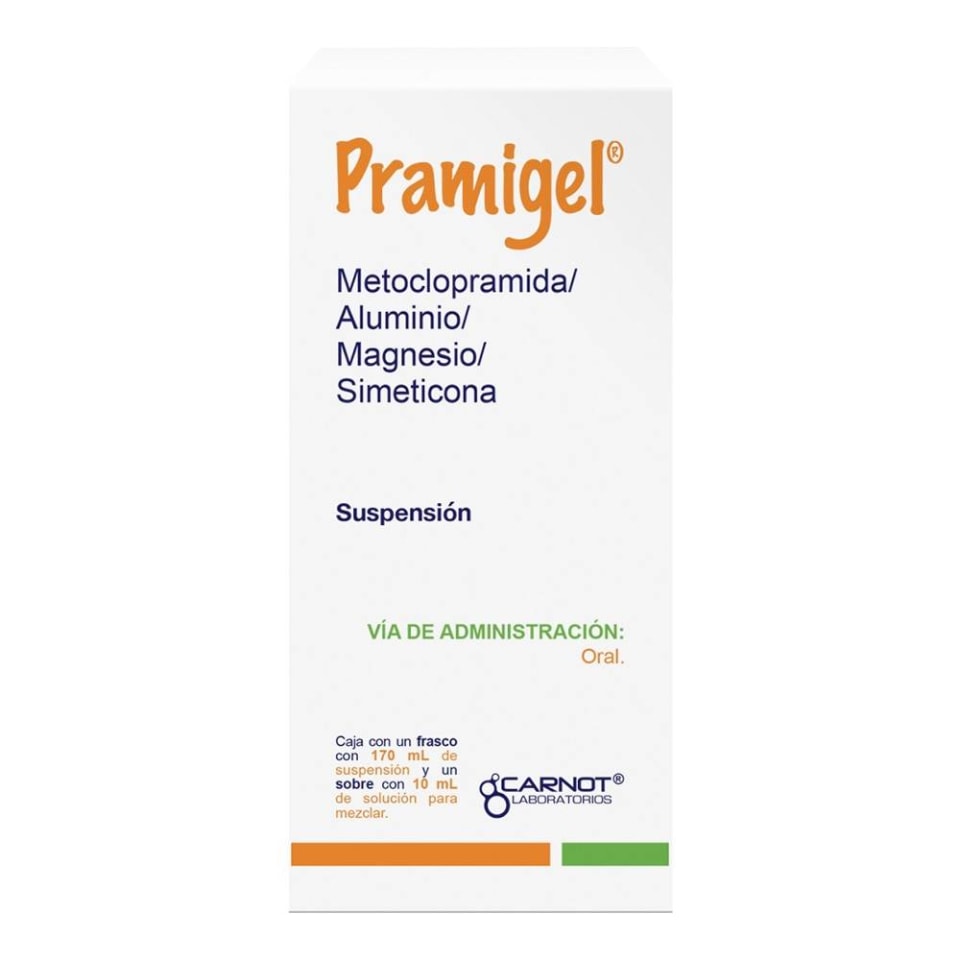 Pramigel®
Metoclopramida/
Aluminio/
Magnesio/
Simeticona
Suspensión
VÍA DE ADMINISTRACIÓN:
Oral.
Caja con un frasco
con 170 mL de
suspensión y un
sobre con 10 mL
de solución para
mezclar.
CARNOT®
LABORATORIOS